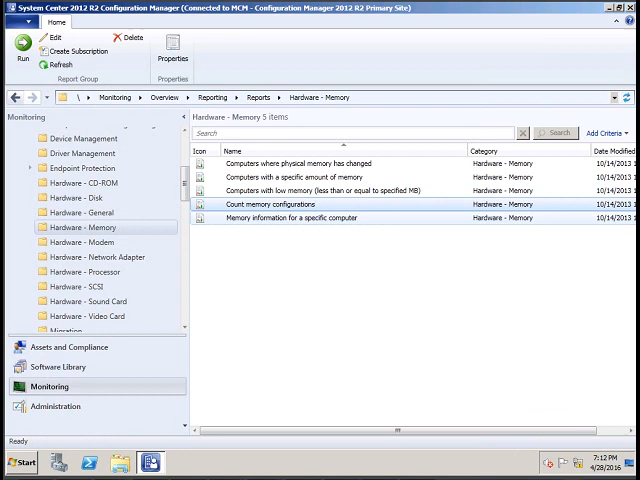 System Center 2012 R2 Configuration Manager (Connected to MCM - Configuration Manager 2012 R2 Primary Site)
Home
Run
Edit
Create Subscription
Refresh
Delete
Report Group
Properties
Properties
\ Monitoring Overview Reporting Reports Hardware - Memory
Monitoring
Device Management
Driver Management
Endpoint Protection
Hardware - CD-ROM
Hardware - Disk
Hardware - General
Hardware - Memory
Hardware - Modem
Hardware - Network Adapter
Hardware - Processor
Hardware - SCSI
Hardware - Sound Card
Hardware - Video Card
Migration
Assets and Compliance
Software Library
Monitoring
Administration
Hardware - Memory 5 items
Search
Search
Add Criteria
Icon Name Category Date Modified
Computers where physical memory has changed Hardware - Memory 10/14/2013 1
Computers with a specific amount of memory Hardware - Memory 10/14/2013 1
Computers with low memory (less than or equal to specified MB) Hardware - Memory 10/14/2013 1
Count memory configurations Hardware - Memory 10/14/2013 1
Memory information for a specific computer Hardware - Memory 10/14/2013 1
Ready
Start
7:12 PM
4/28/2016